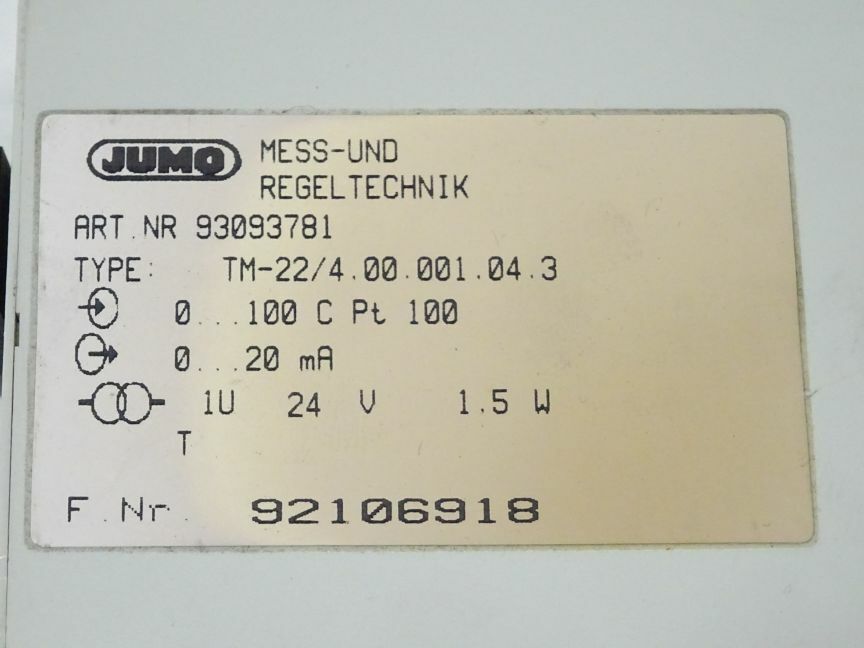 JUMO MESS-UND
REGELTECHNIK
ART.NR 93093781
TYPE: TM-22/4.00.001.04.3
0...100 C Pt 100
0...20 mA
1U 24 V 1.5 W
T
F.Nr. 92106918